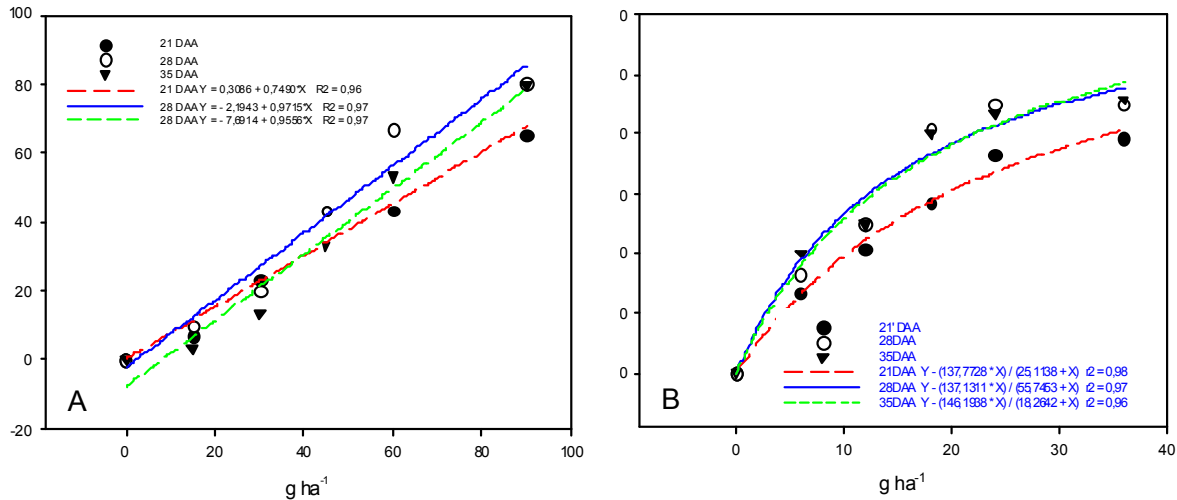 100
80
60
40
20
0
-20
21 DAA
28 DAA
35 DAA
21 DAA Y = 0,3086 + 0,7490*X R2 = 0,96
28 DAA Y = - 2,1943 + 0,9715*X R2 = 0,97
28 DAA Y = - 7,6914 + 0,9556*X R2 = 0,97
A
0 20 40 60 80 100
g ha-1
0
0
0
0
0
0
0
21' DAA
28DAA
35DAA
21DAA Y - (137,7728 * X) / (25,1138 + X) r2 = 0,98
28DAA Y - (137,1311 * X) / (55,7453 + X) r2 = 0,97
35DAA Y - (146,1938 * X) / (18,2642 + X) r2 = 0,96
B
0 10 20 30 40
g ha-1